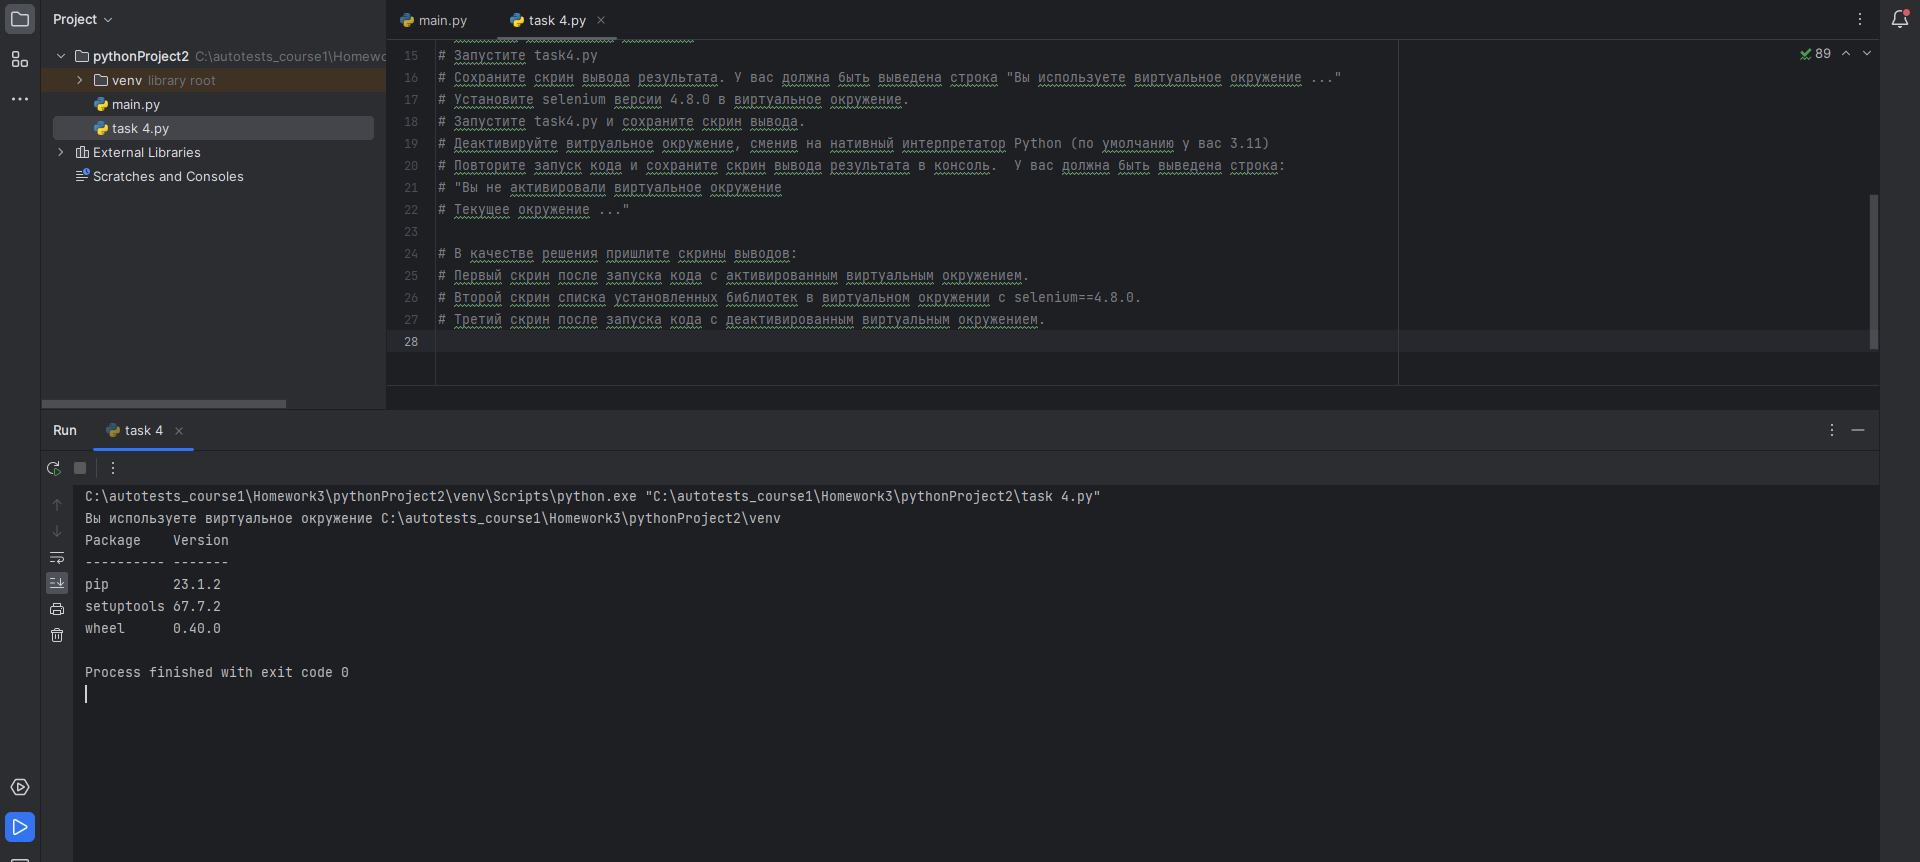 Project
main.py
task 4.py
pythonProject2 C:\autotests_course1\Homewo
venv library root
main.py
task 4.py
External Libraries
Scratches and Consoles
89
15 # Запустите task4.py
16 # Сохраните скрин вывода результата. У вас должна быть выведена строка "Вы используете виртуальное окружение ..."
17 # Установите selenium версии 4.8.0 в виртуальное окружение.
18 # Запустите task4.py и сохраните скрин вывода.
19 # Деактивируйте витруальное окружение, сменив на нативный интерпретатор Python (по умолчанию у вас 3.11)
20 # Повторите запуск кода и сохраните скрин вывода результата в консоль.  У вас должна быть выведена строка:
21 # "Вы не активировали виртуальное окружение
22 # Текущее окружение ..."
23
24 # В качестве решения пришлите скрины выводов:
25 # Первый скрин после запуска кода с активированным виртуальным окружением.
26 # Второй скрин списка установленных библиотек в виртуальном окружении с selenium==4.8.0.
27 # Третий скрин после запуска кода с деактивированным виртуальным окружением.
28
Run task 4
C:\autotests_course1\Homework3\pythonProject2\venv\Scripts\python.exe "C:\autotests_course1\Homework3\pythonProject2\task 4.py"
Вы используете виртуальное окружение C:\autotests_course1\Homework3\pythonProject2\venv
Package    Version
---------- -------
pip        23.1.2
setuptools 67.7.2
wheel      0.40.0
Process finished with exit code 0